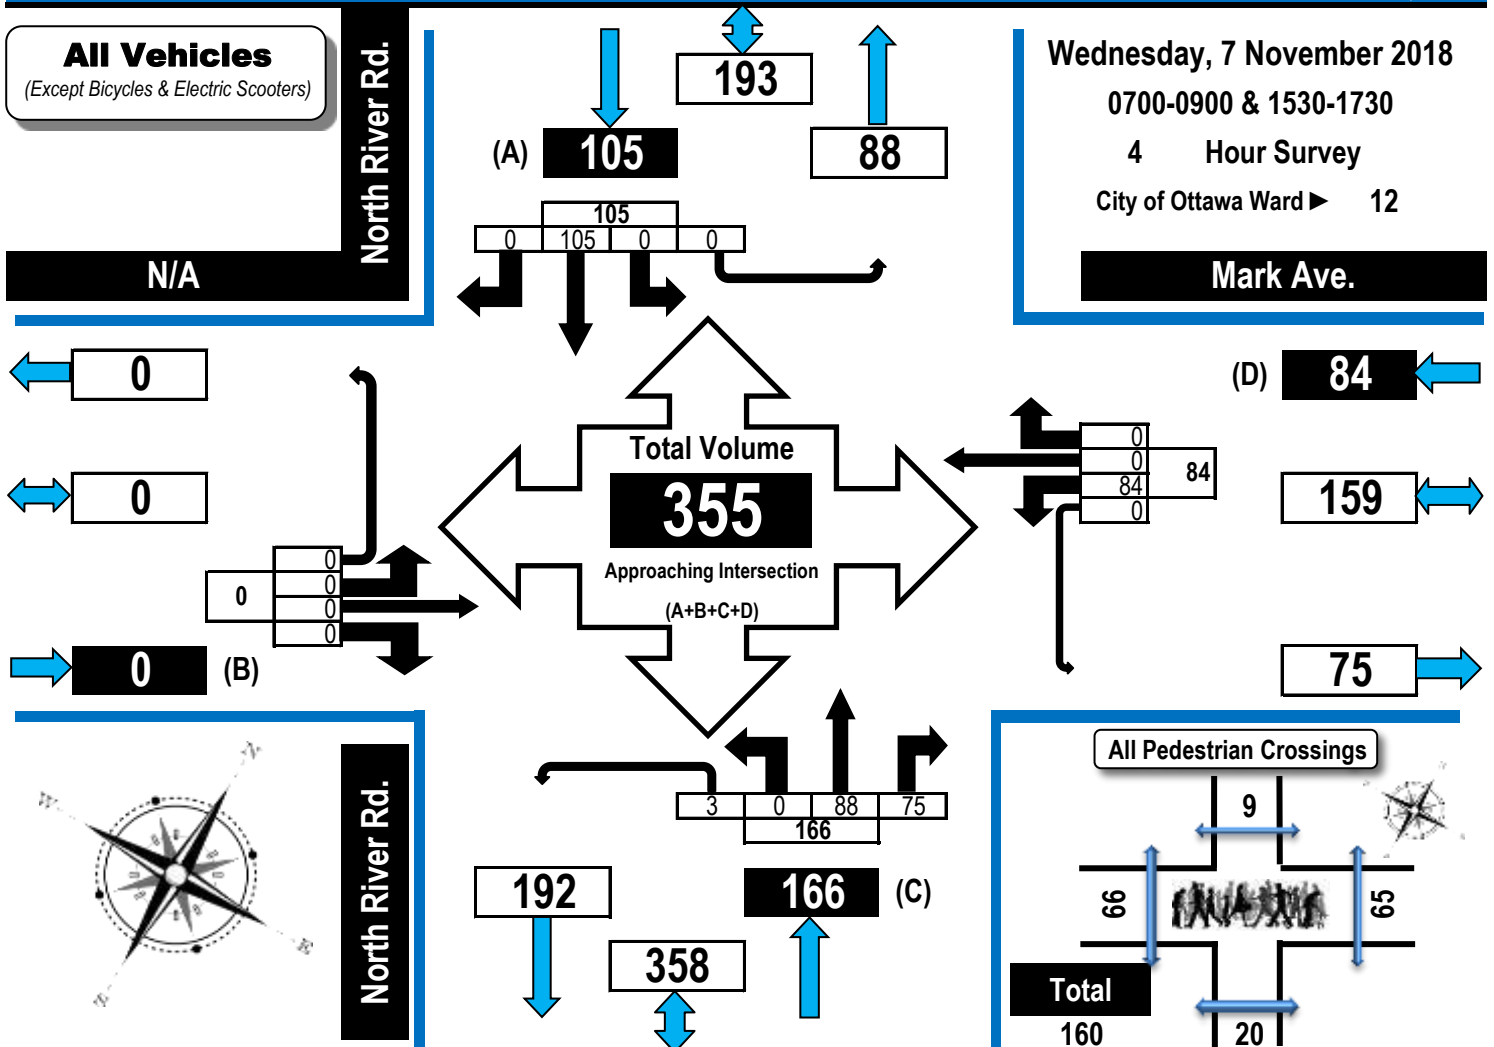 All Vehicles
(Except Bicycles & Electric Scooters)
North River Rd.
N/A
193
(A) 105
88
105
0 105 0 0
Wednesday, 7 November 2018
0700-0900 & 1530-1730
4 Hour Survey
City of Ottawa Ward ► 12
Mark Ave.
0
0
0
0
0
0
0
0 (B)
Total Volume
355
Approaching Intersection
(A+B+C+D)
(D) 84
0
0
84
84
0
159
75
3 0 88 75
166
192
166 (C)
358
North River Rd.
N
W
E
S
All Pedestrian Crossings
9
66
65
Total
160
20